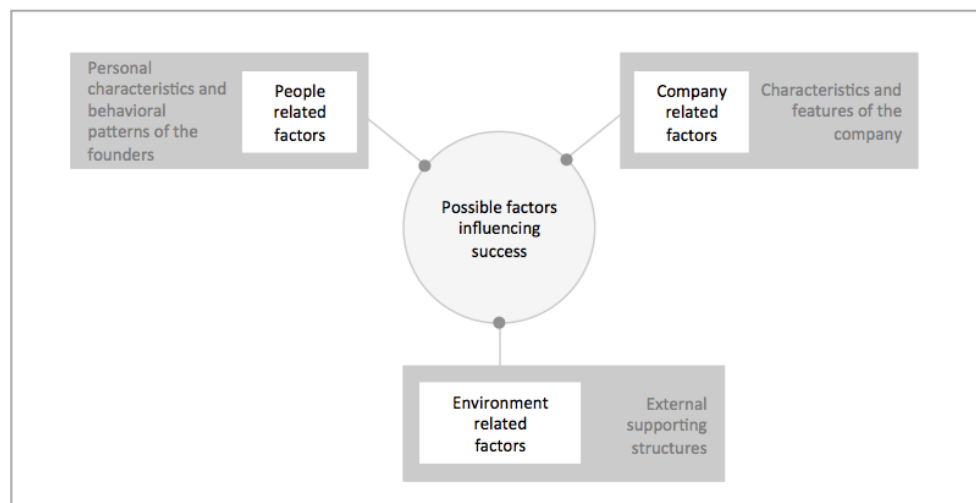 Personal
characteristics and
behavioral
patterns of the
founders
People
related
factors
Company
related
factors
Characteristics and
features of the
company
Possible factors
influencing
success
Environment
related
factors
External
supporting
structures